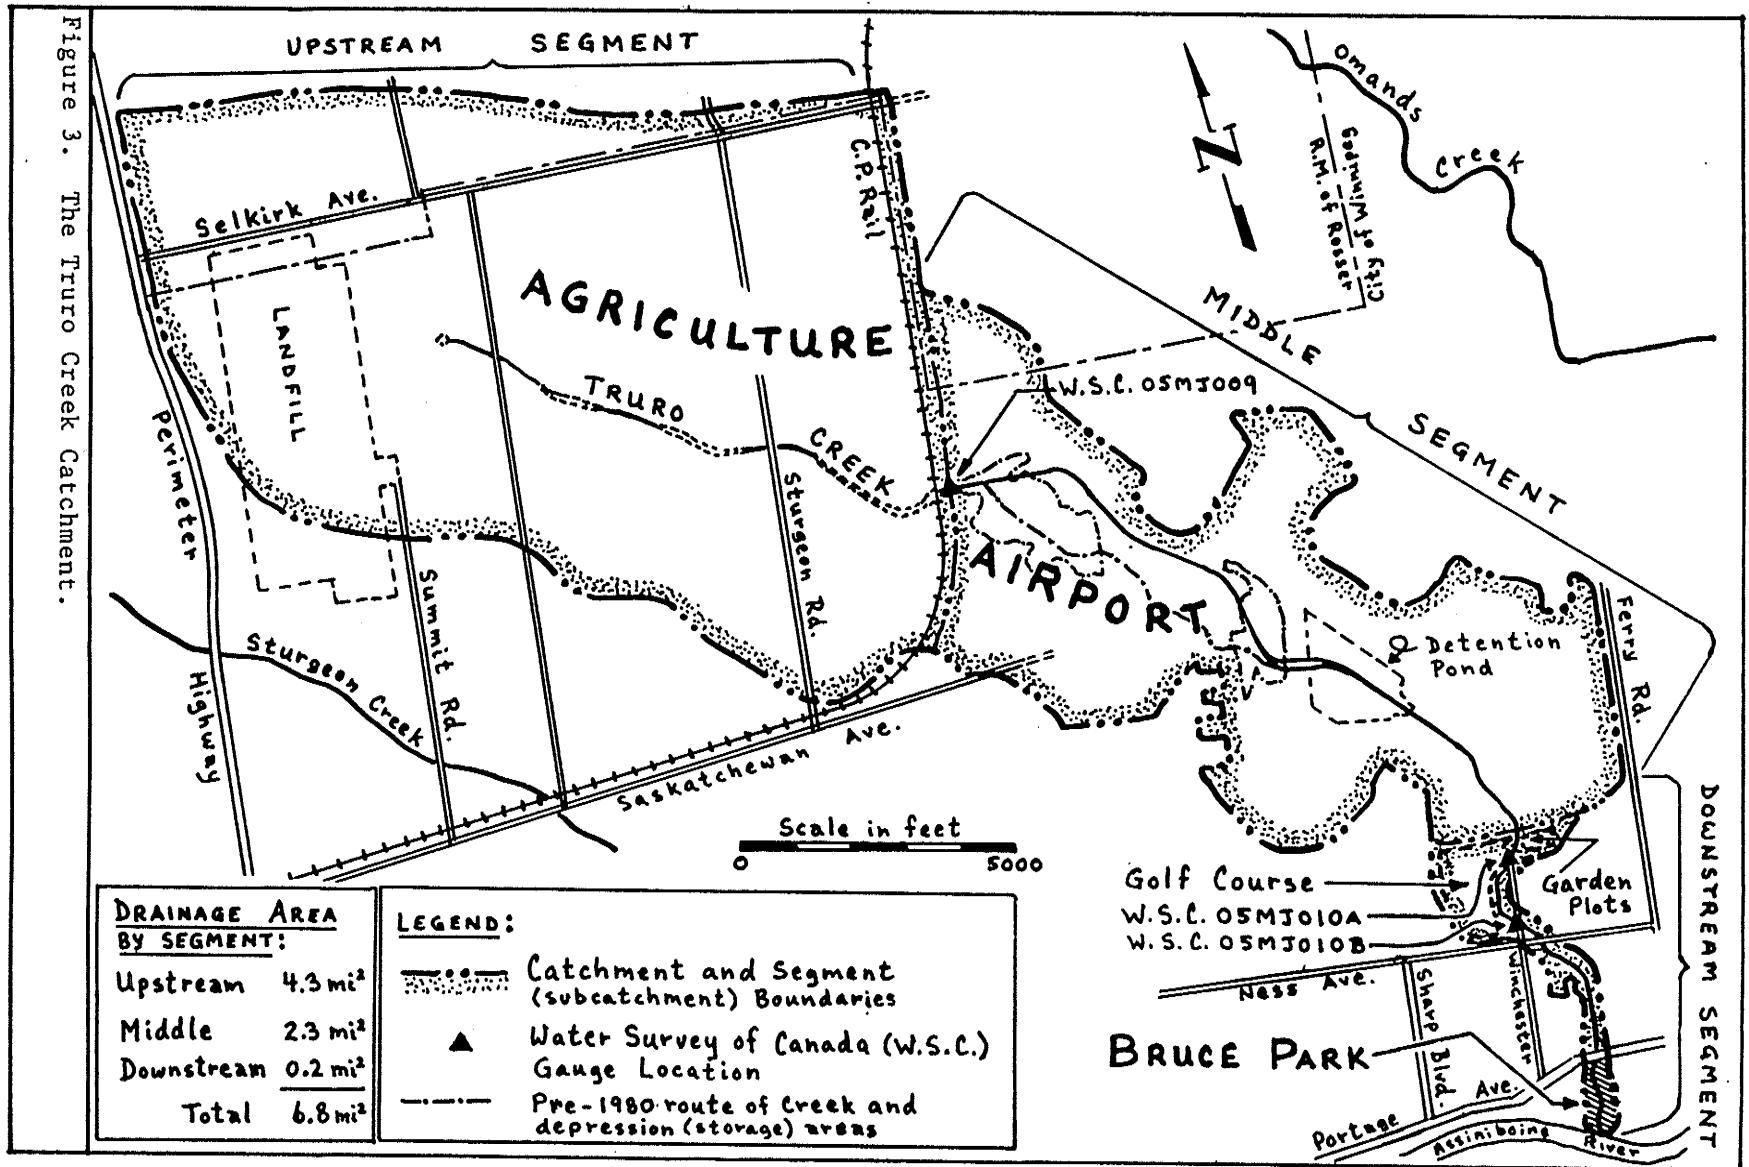 Figure 3. The Truro Creek Catchment.
UPSTREAM SEGMENT
Omands
Creek
City of Winnipeg
R.M. of Rosser
N
C.P. Rail
Selkirk Ave.
LANDFILL
AGRICULTURE
TRURO
CREEK
MIDDLE
SEGMENT
W.S.C. 05MJ009
Perimeter
Highway
Sturgeon Creek
Summit Rd.
Sturgeon Rd.
AIRPORT
Detention
Pond
Ferry Rd.
Saskatchewan Ave.
Scale in feet
0 5000
DOWNSTREAM SEGMENT
Golf Course
W.S.C. 05MJ010A
W.S.C. 05MJ010B
Garden
Plots
Ness Ave.
Sharp Blvd.
Winchester
BRUCE PARK
Portage Ave.
Assiniboine River
DRAINAGE AREA
BY SEGMENT:
Upstream 4.3 mi²
Middle 2.3 mi²
Downstream 0.2 mi²
Total 6.8 mi²
LEGEND:
Catchment and Segment
(subcatchment) Boundaries
Water Survey of Canada (W.S.C.)
Gauge Location
Pre-1980 route of Creek and
depression (storage) areas